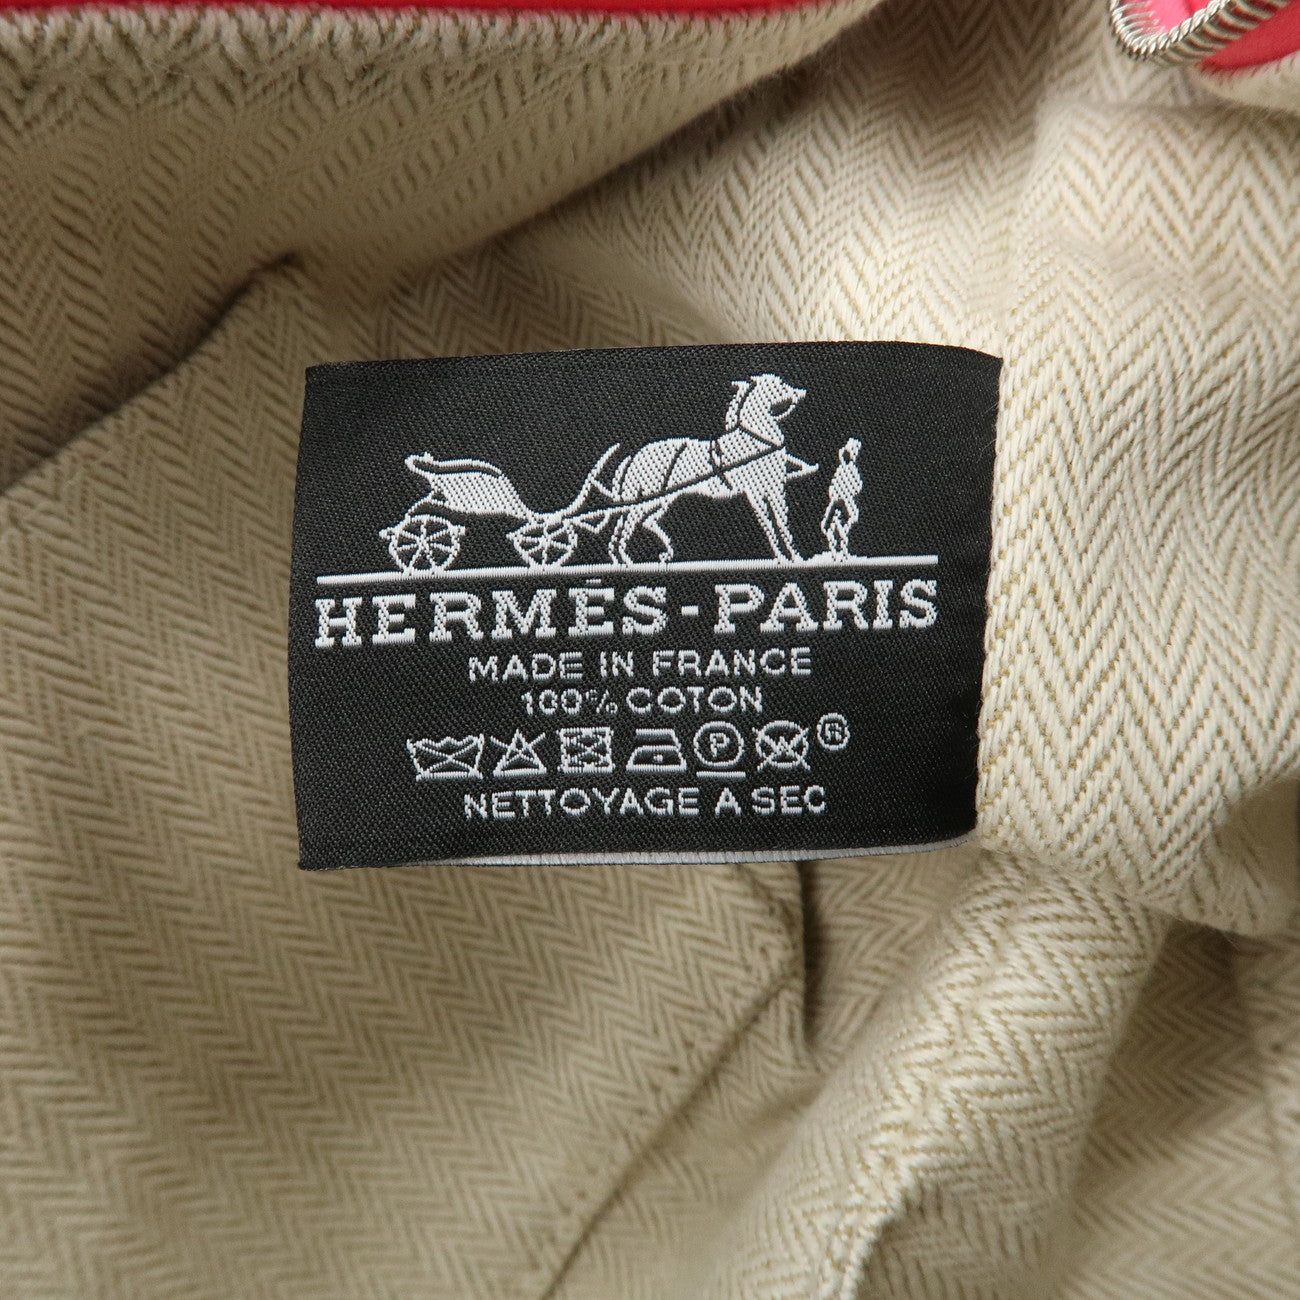 HERMÈS-PARIS
MADE IN FRANCE
100% COTON
P W ®
NETTOYAGE A SEC